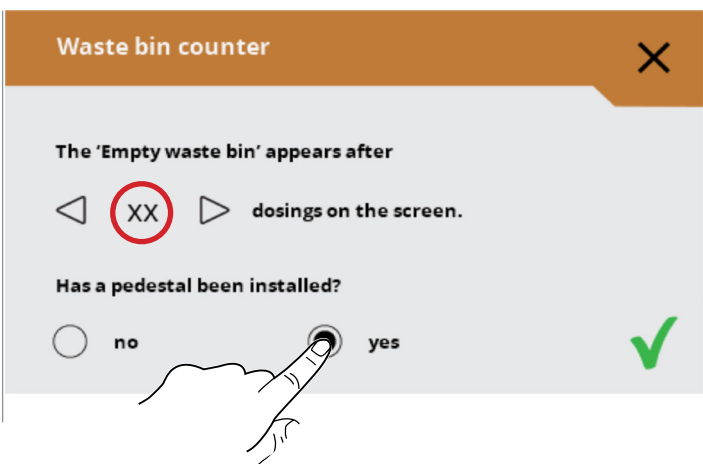 Waste bin counter
The ‘Empty waste bin’ appears after
xx dosings on the screen.
Has a pedestal been installed?
no yes